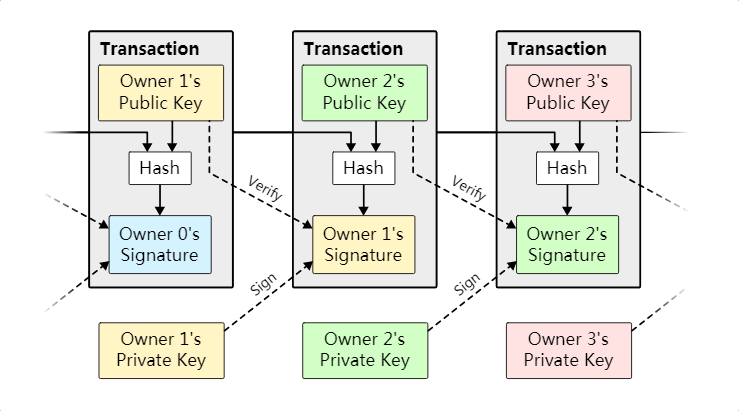 Transaction
Owner 1's
Public Key
Hash
Owner 0's
Signature
Transaction
Owner 2's
Public Key
Hash
Verify
Owner 1's
Signature
Sign
Transaction
Owner 3's
Public Key
Hash
Verify
Owner 2's
Signature
Sign
Owner 1's
Private Key
Owner 2's
Private Key
Owner 3's
Private Key